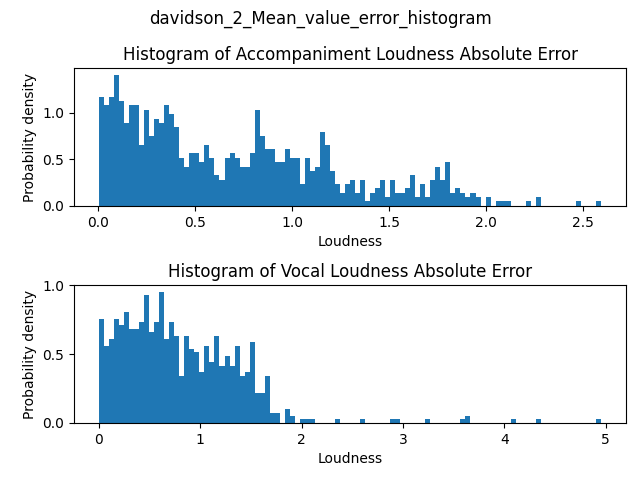 davidson_2_Mean_value_error_histogram
Histogram of Accompaniment Loudness Absolute Error
Probability density
1.0
0.5
0.0
0.0 0.5 1.0 1.5 2.0 2.5
Loudness
Histogram of Vocal Loudness Absolute Error
Probability density
1.0
0.5
0.0
0 1 2 3 4 5
Loudness